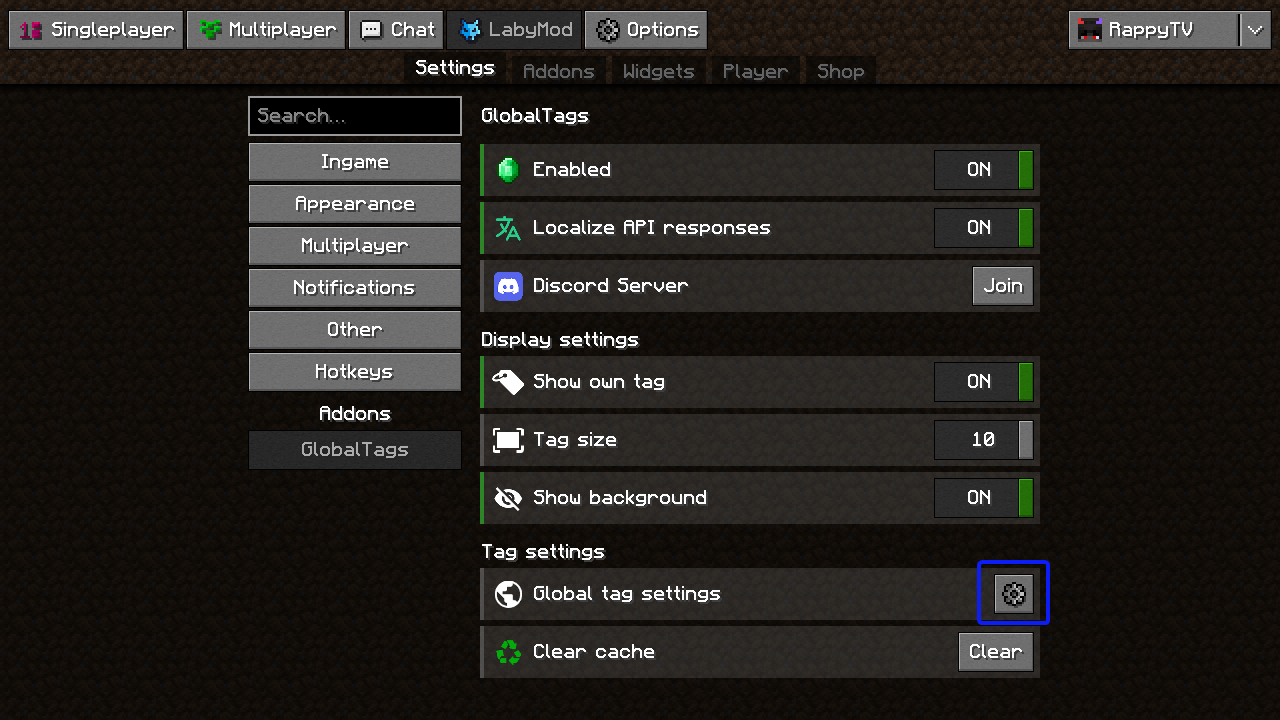 Singleplayer Multiplayer Chat LabyMod Options RappyTV
Settings Addons Widgets Player Shop
Search...
Ingame
Appearance
Multiplayer
Notifications
Other
Hotkeys
Addons
GlobalTags
GlobalTags
Enabled ON
Localize API responses ON
Discord Server Join
Display settings
Show own tag ON
Tag size 10
Show background ON
Tag settings
Global tag settings
Clear cache Clear